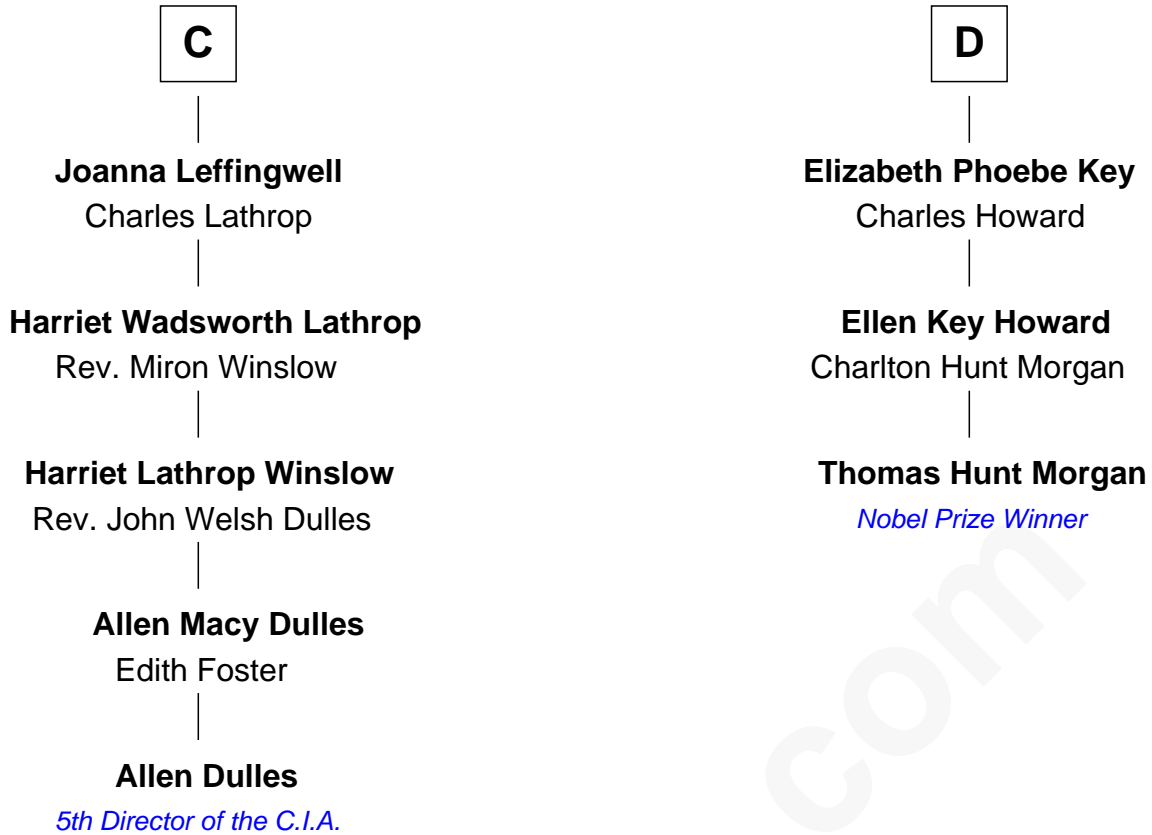 C
Joanna Leffingwell
Charles Lathrop
Harriet Wadsworth Lathrop
Rev. Miron Winslow
Harriet Lathrop Winslow
Rev. John Welsh Dulles
Allen Macy Dulles
Edith Foster
Allen Dulles
5th Director of the C.I.A.
D
Elizabeth Phoebe Key
Charles Howard
Ellen Key Howard
Charlton Hunt Morgan
Thomas Hunt Morgan
Nobel Prize Winner
com